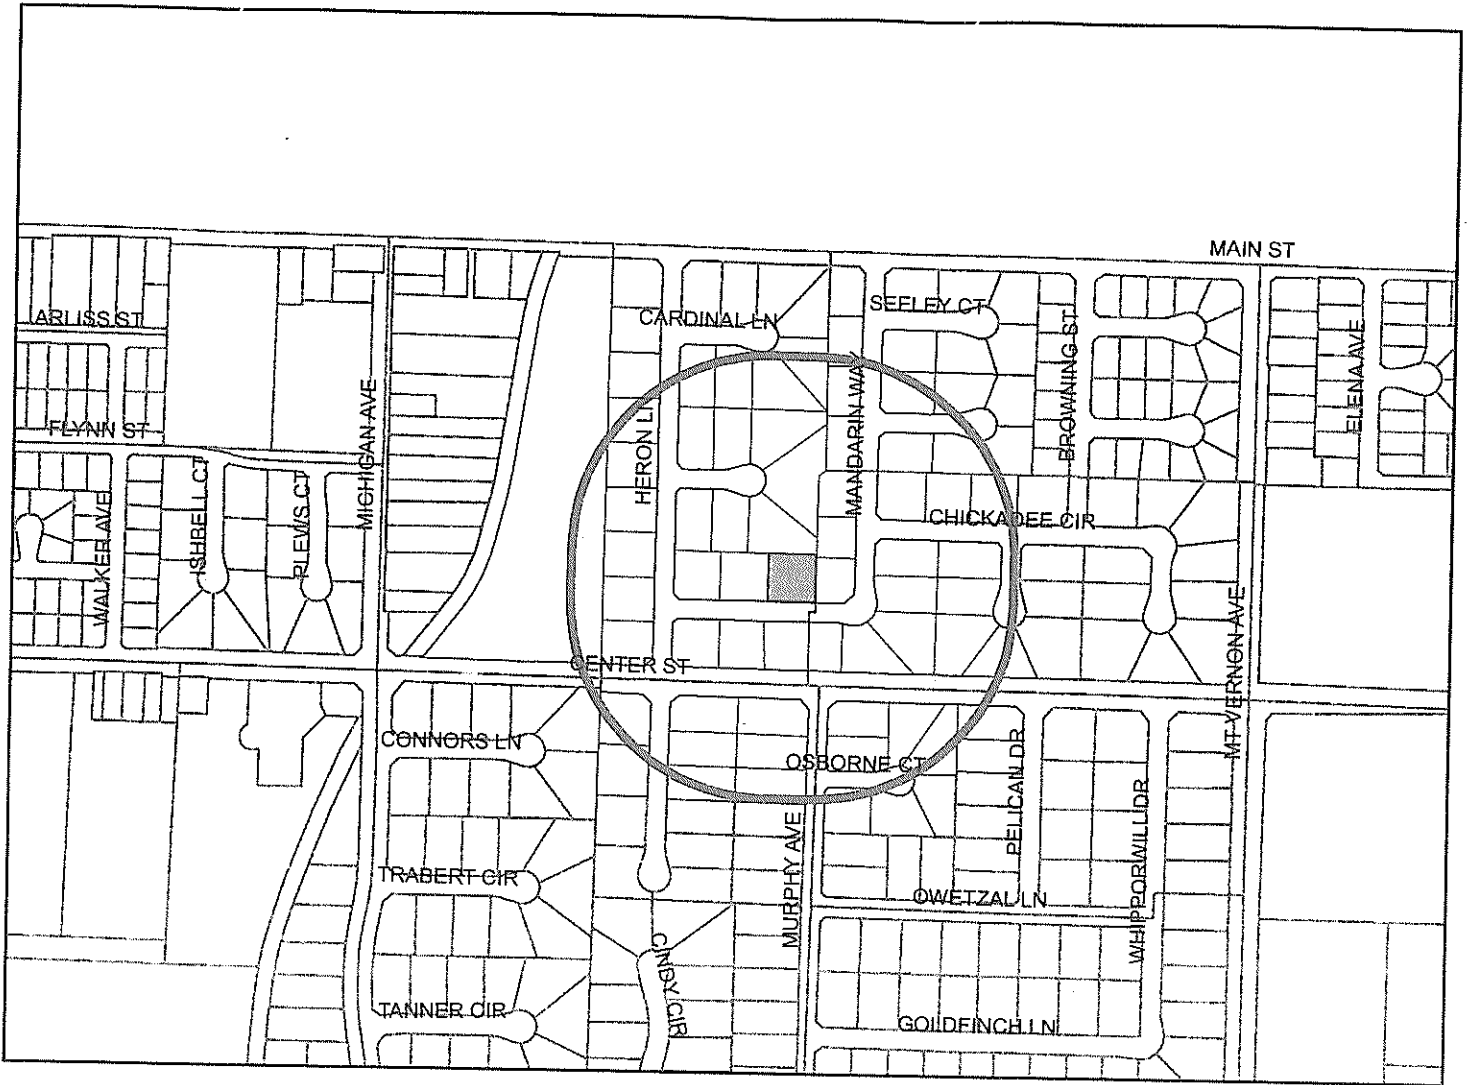 MAIN ST
SEELEY CT
CARDINAL LN
ARLISS ST
BROWNING ST
ELENA AVE
MANDARIN WAY
MICHIGAN AVE
HERON LN
FLYNN ST
ISHBELL CT
PLEWS CT
WALKER AVE
CHICKADEE CIR
MT VERNON AVE
CENTER ST
CONNORS LN
OSBORNE CT
PELICAN DR
WHIPPORWILL DR
MURPHY AVE
TRABERT CIR
OWETZAL LN
CINDY CIR
TANNER CIR
GOLDFINCH LN